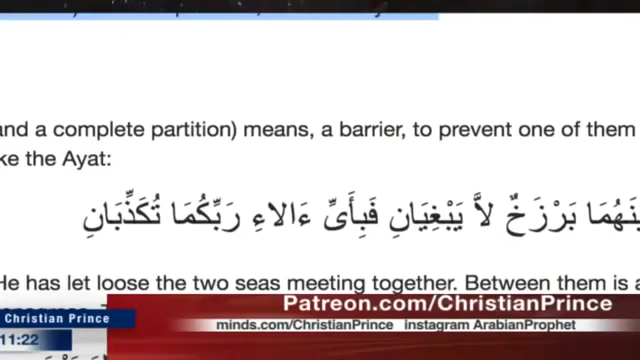 and a complete partition) means, a barrier, to prevent one of them
ke the Ayat:
بَرْزَخٌ لاَّ يَبْغِيَانِ فَبِأَىِّ ءَالاءِ رَبِّكُمَا تُكَذِّبَانِ
He has let loose the two seas meeting together. Between them is a
Patreon.com/ChristianPrince
Christian Prince
minds.com/ChristianPrince instagram ArabianProphet
11:22